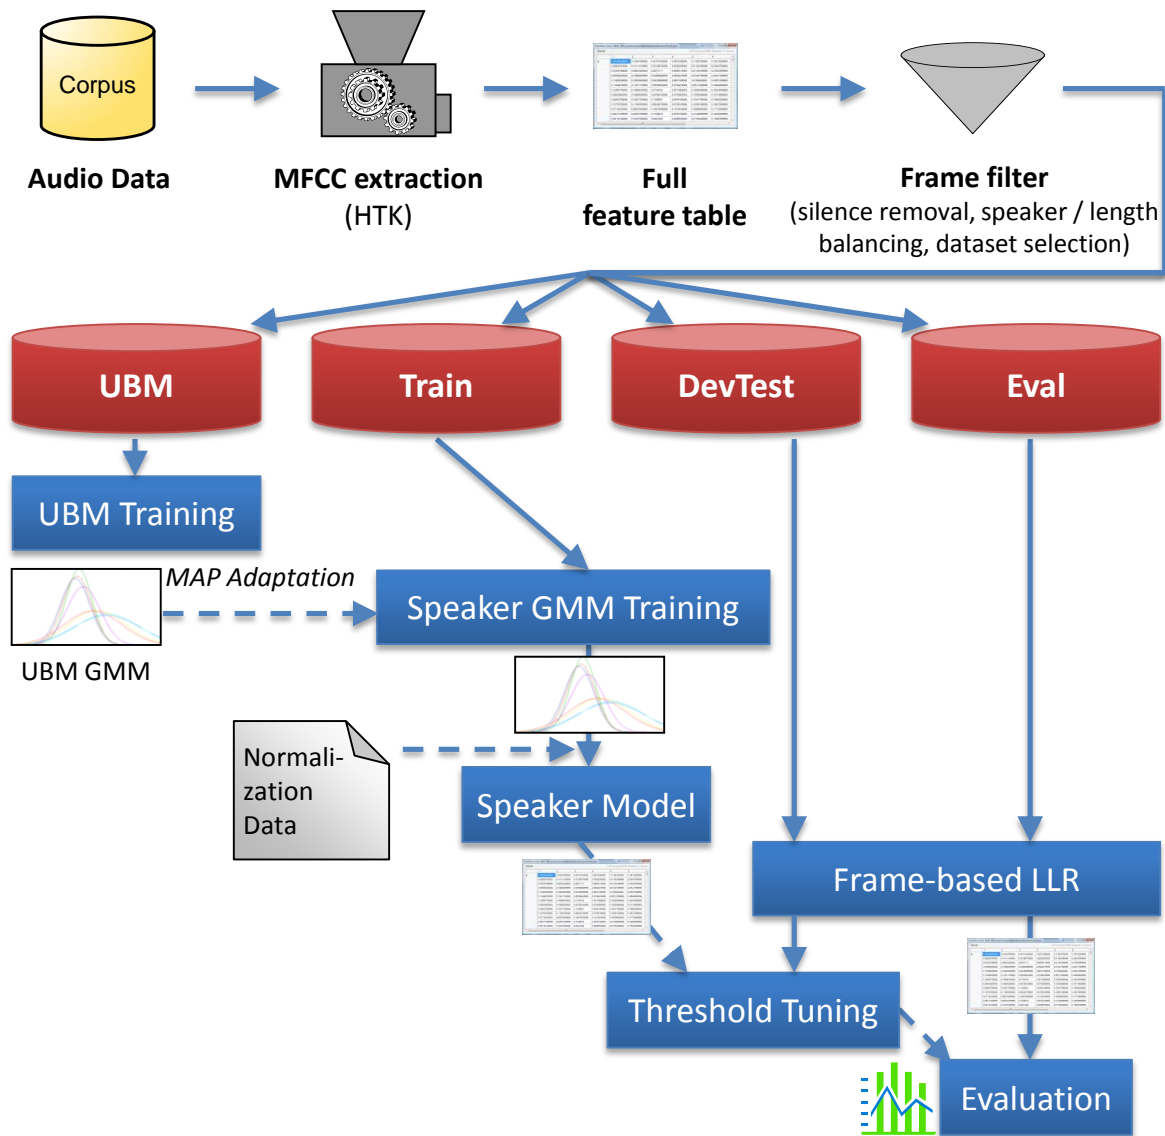 Corpus
Audio Data
MFCC extraction
(HTK)
Full
feature table
Frame filter
(silence removal, speaker / length
balancing, dataset selection)
UBM
Train
DevTest
Eval
UBM Training
MAP Adaptation
Speaker GMM Training
UBM GMM
Normali-
zation
Data
Speaker Model
Frame-based LLR
Threshold Tuning
Evaluation